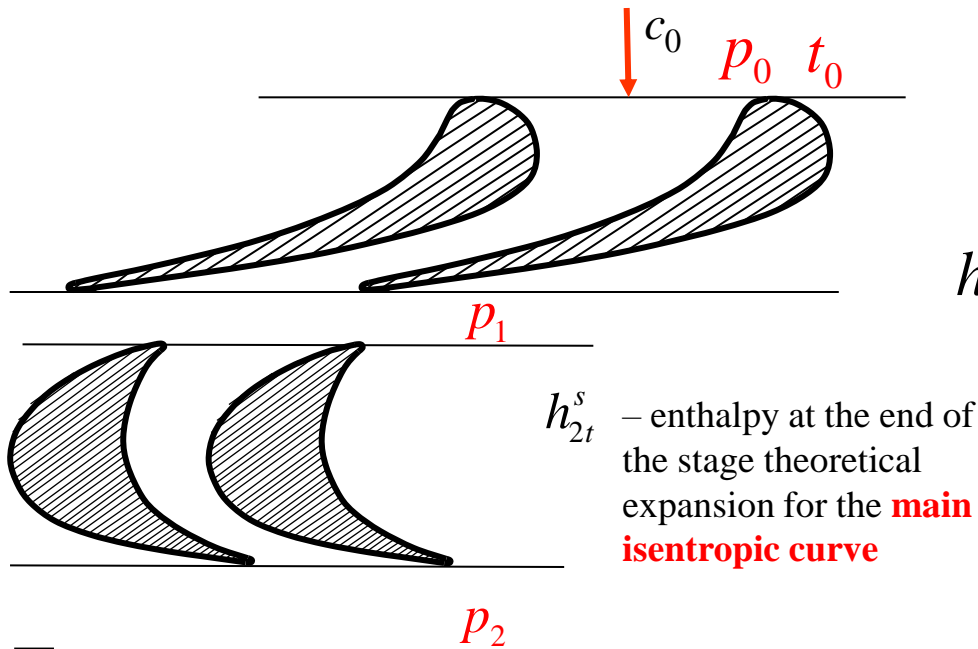 c₀
p₀ t₀
h
p₁
h₂ₜˢ – enthalpy at the end of
the stage theoretical
expansion for the main
isentropic curve
p₂